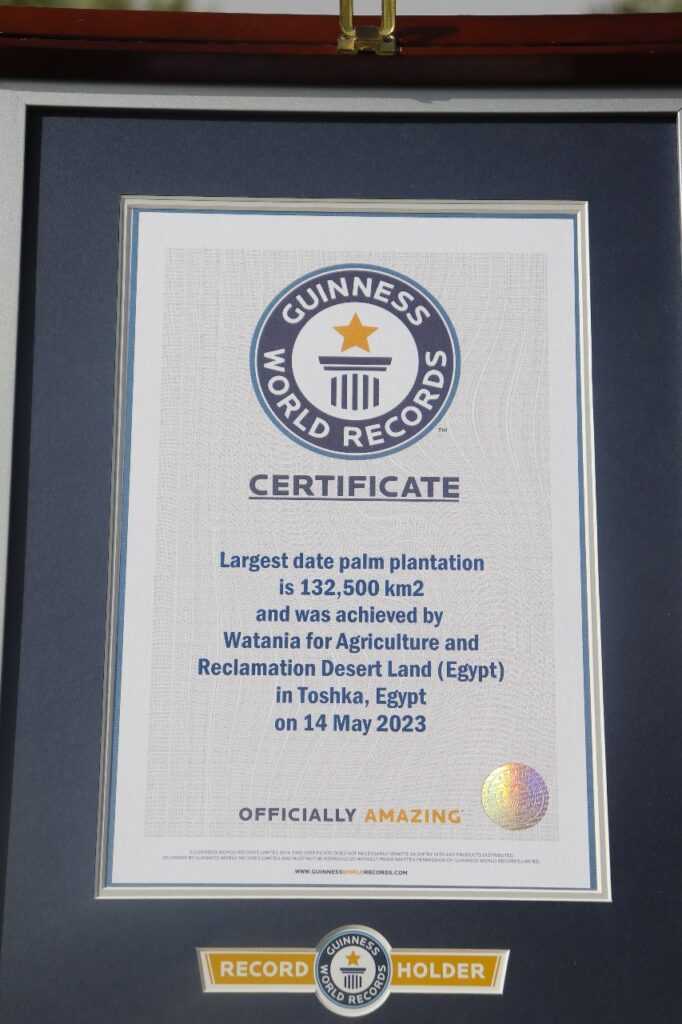 GUINNESS
WORLD RECORDS
TM
CERTIFICATE
Largest date palm plantation
is 132,500 km2
and was achieved by
Watania for Agriculture and
Reclamation Desert Land (Egypt)
in Toshka, Egypt
on 14 May 2023
OFFICIALLY AMAZING
WWW.GUINNESSWORLDRECORDS.COM
RECORD
GUINNESS
WORLD RECORDS
HOLDER